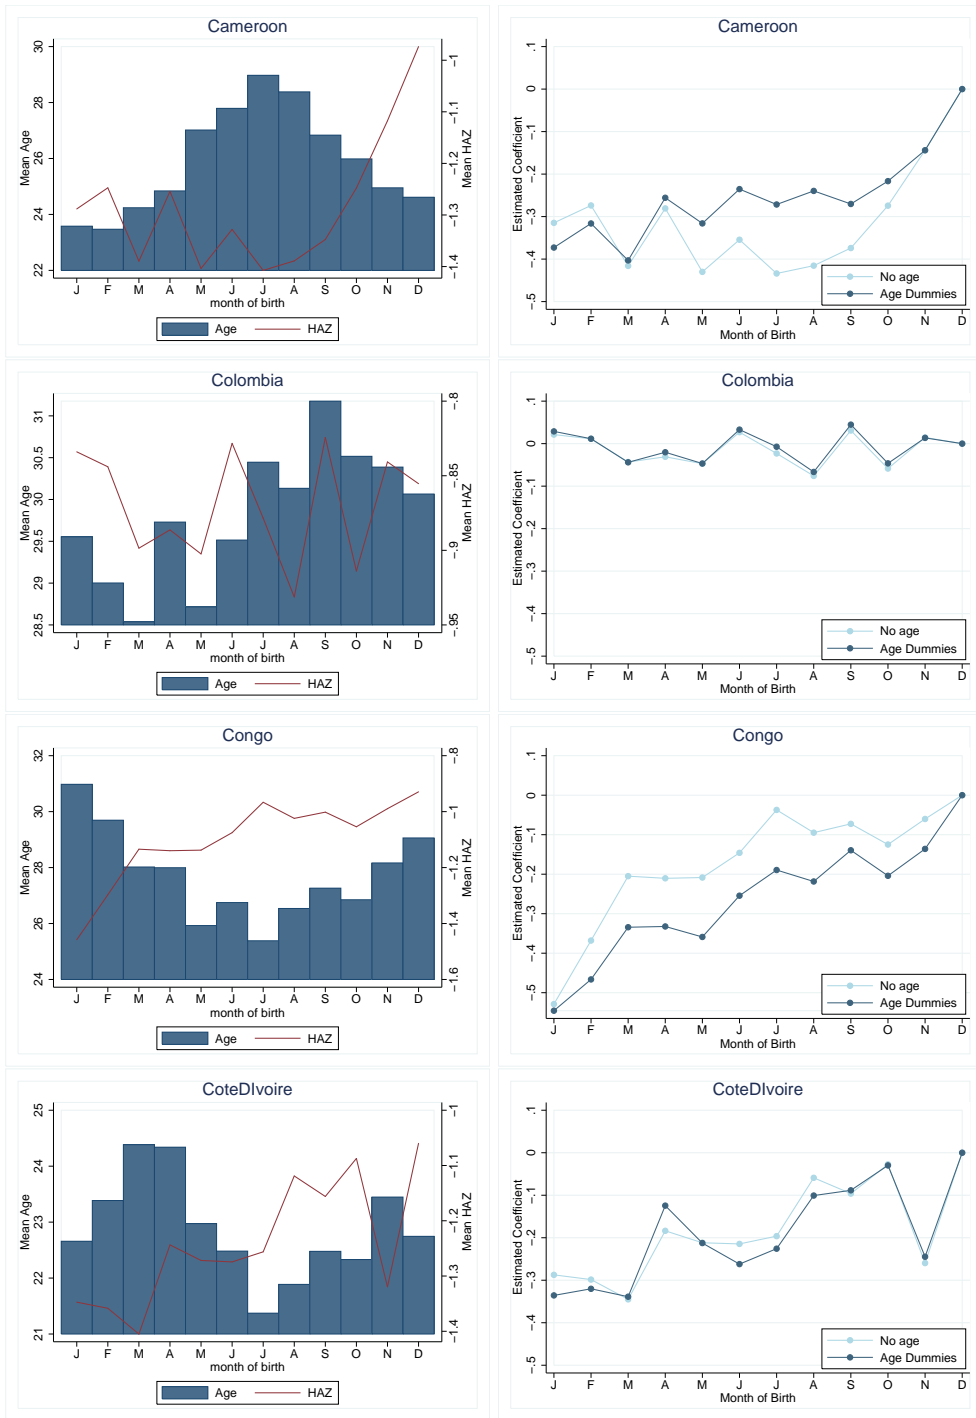 Cameroon
Mean Age
30
28
26
24
22
Mean HAZ
-1
-1.1
-1.2
-1.3
-1.4
J F M A M J J A S O N D
month of birth
Age HAZ
Cameroon
Estimated Coefficient
.1
0
-.1
-.2
-.3
-.4
-.5
No age
Age Dummies
J F M A M J J A S O N D
Month of Birth
Colombia
Mean Age
31
30.5
30
29.5
29
28.5
Mean HAZ
-.8
-.85
-.9
-.95
J F M A M J J A S O N D
month of birth
Age HAZ
Colombia
Estimated Coefficient
.1
0
-.1
-.2
-.3
-.4
-.5
No age
Age Dummies
J F M A M J J A S O N D
Month of Birth
Congo
Mean Age
32
30
28
26
24
Mean HAZ
-.8
-1
-1.2
-1.4
-1.6
J F M A M J J A S O N D
month of birth
Age HAZ
Congo
Estimated Coefficient
.1
0
-.1
-.2
-.3
-.4
-.5
No age
Age Dummies
J F M A M J J A S O N D
Month of Birth
CoteDIvoire
Mean Age
25
24
23
22
21
Mean HAZ
-1
-1.1
-1.2
-1.3
-1.4
J F M A M J J A S O N D
month of birth
Age HAZ
CoteDIvoire
Estimated Coefficient
.1
0
-.1
-.2
-.3
-.4
-.5
No age
Age Dummies
J F M A M J J A S O N D
Month of Birth